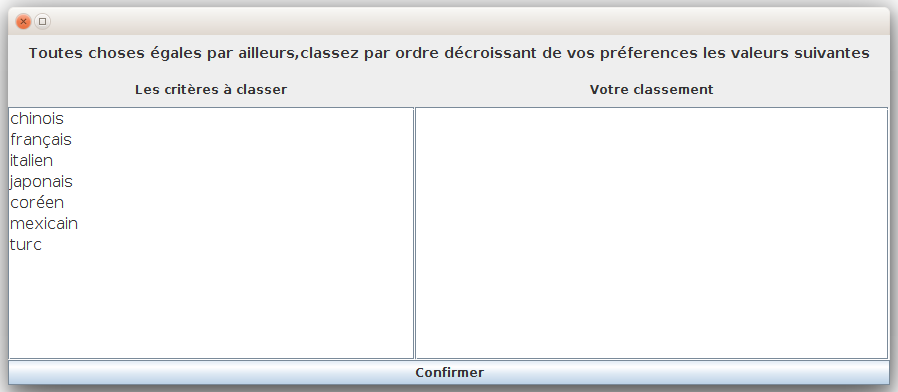 Toutes choses égales par ailleurs,classez par ordre décroissant de vos préferences les valeurs suivantes
Les critères à classer
Votre classement
chinois
français
italien
japonais
coréen
mexicain
turc
Confirmer